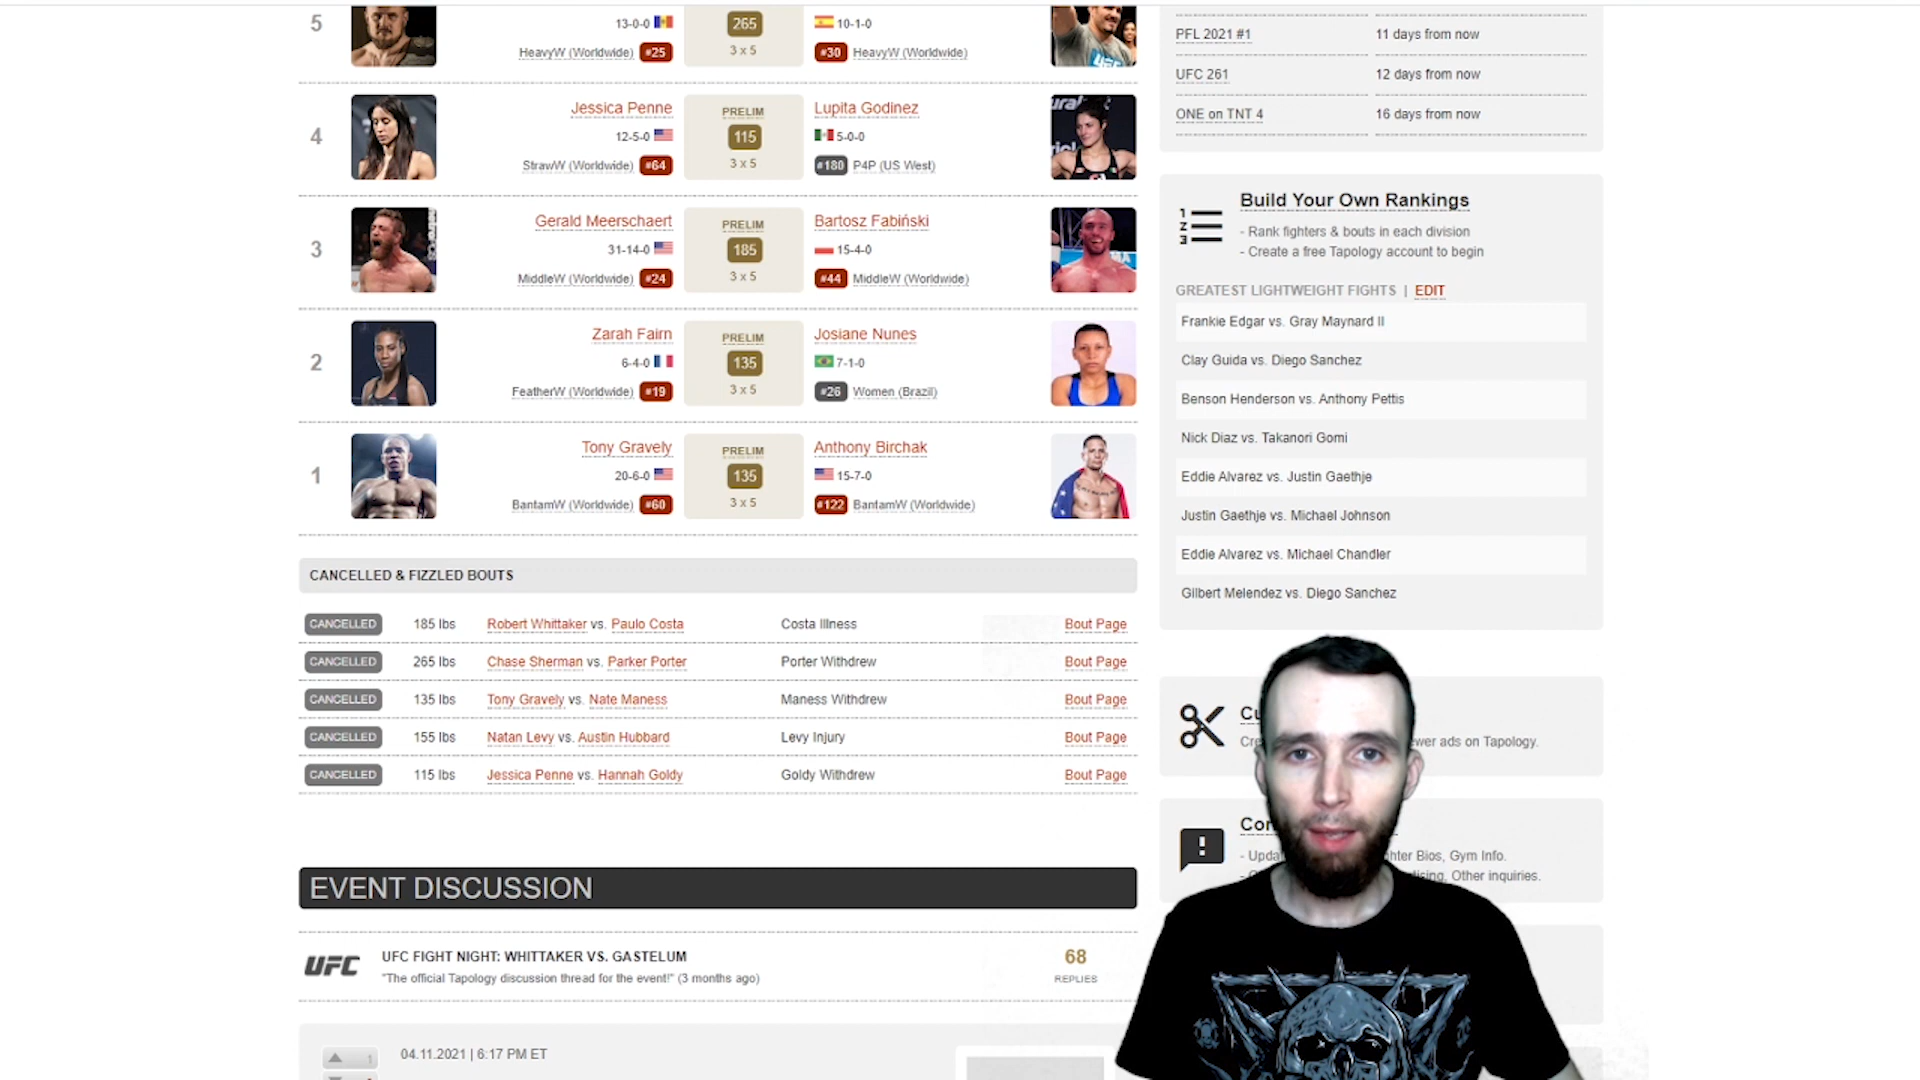 5
13-0-0
265
10-1-0
3 x 5
HeavyW (Worldwide) #25
#30 HeavyW (Worldwide)
4
Jessica Penne
PRELIM
Lupita Godinez
12-5-0
115
5-0-0
StrawW (Worldwide) #64
3 x 5
#180 P4P (US West)
3
Gerald Meerschaert
PRELIM
Bartosz Fabiński
31-14-0
185
15-4-0
MiddleW (Worldwide) #24
3 x 5
#44 MiddleW (Worldwide)
2
Zarah Fairn
PRELIM
Josiane Nunes
6-4-0
135
7-1-0
FeatherW (Worldwide) #19
3 x 5
#26 Women (Brazil)
1
Tony Gravely
PRELIM
Anthony Birchak
20-6-0
135
15-7-0
BantamW (Worldwide) #60
3 x 5
#122 BantamW (Worldwide)
CANCELLED & FIZZLED BOUTS
CANCELLED 185 lbs Robert Whittaker vs. Paulo Costa Costa Illness Bout Page
CANCELLED 265 lbs Chase Sherman vs. Parker Porter Porter Withdrew Bout Page
CANCELLED 135 lbs Tony Gravely vs. Nate Maness Maness Withdrew Bout Page
CANCELLED 155 lbs Natan Levy vs. Austin Hubbard Levy Injury Bout Page
CANCELLED 115 lbs Jessica Penne vs. Hannah Goldy Goldy Withdrew Bout Page
EVENT DISCUSSION
UFC
UFC FIGHT NIGHT: WHITTAKER VS. GASTELUM
"The official Tapology discussion thread for the event!" (3 months ago)
68
REPLIES
1
04.11.2021 | 6:17 PM ET
PFL 2021 #1 11 days from now
UFC 261 12 days from now
ONE on TNT 4 16 days from now
1
2
3
Build Your Own Rankings
- Rank fighters & bouts in each division
- Create a free Tapology account to begin
GREATEST LIGHTWEIGHT FIGHTS | EDIT
Frankie Edgar vs. Gray Maynard II
Clay Guida vs. Diego Sanchez
Benson Henderson vs. Anthony Pettis
Nick Diaz vs. Takanori Gomi
Eddie Alvarez vs. Justin Gaethje
Justin Gaethje vs. Michael Johnson
Eddie Alvarez vs. Michael Chandler
Gilbert Melendez vs. Diego Sanchez
ads on Tapology.
Bios, Gym Info.
Other inquiries.